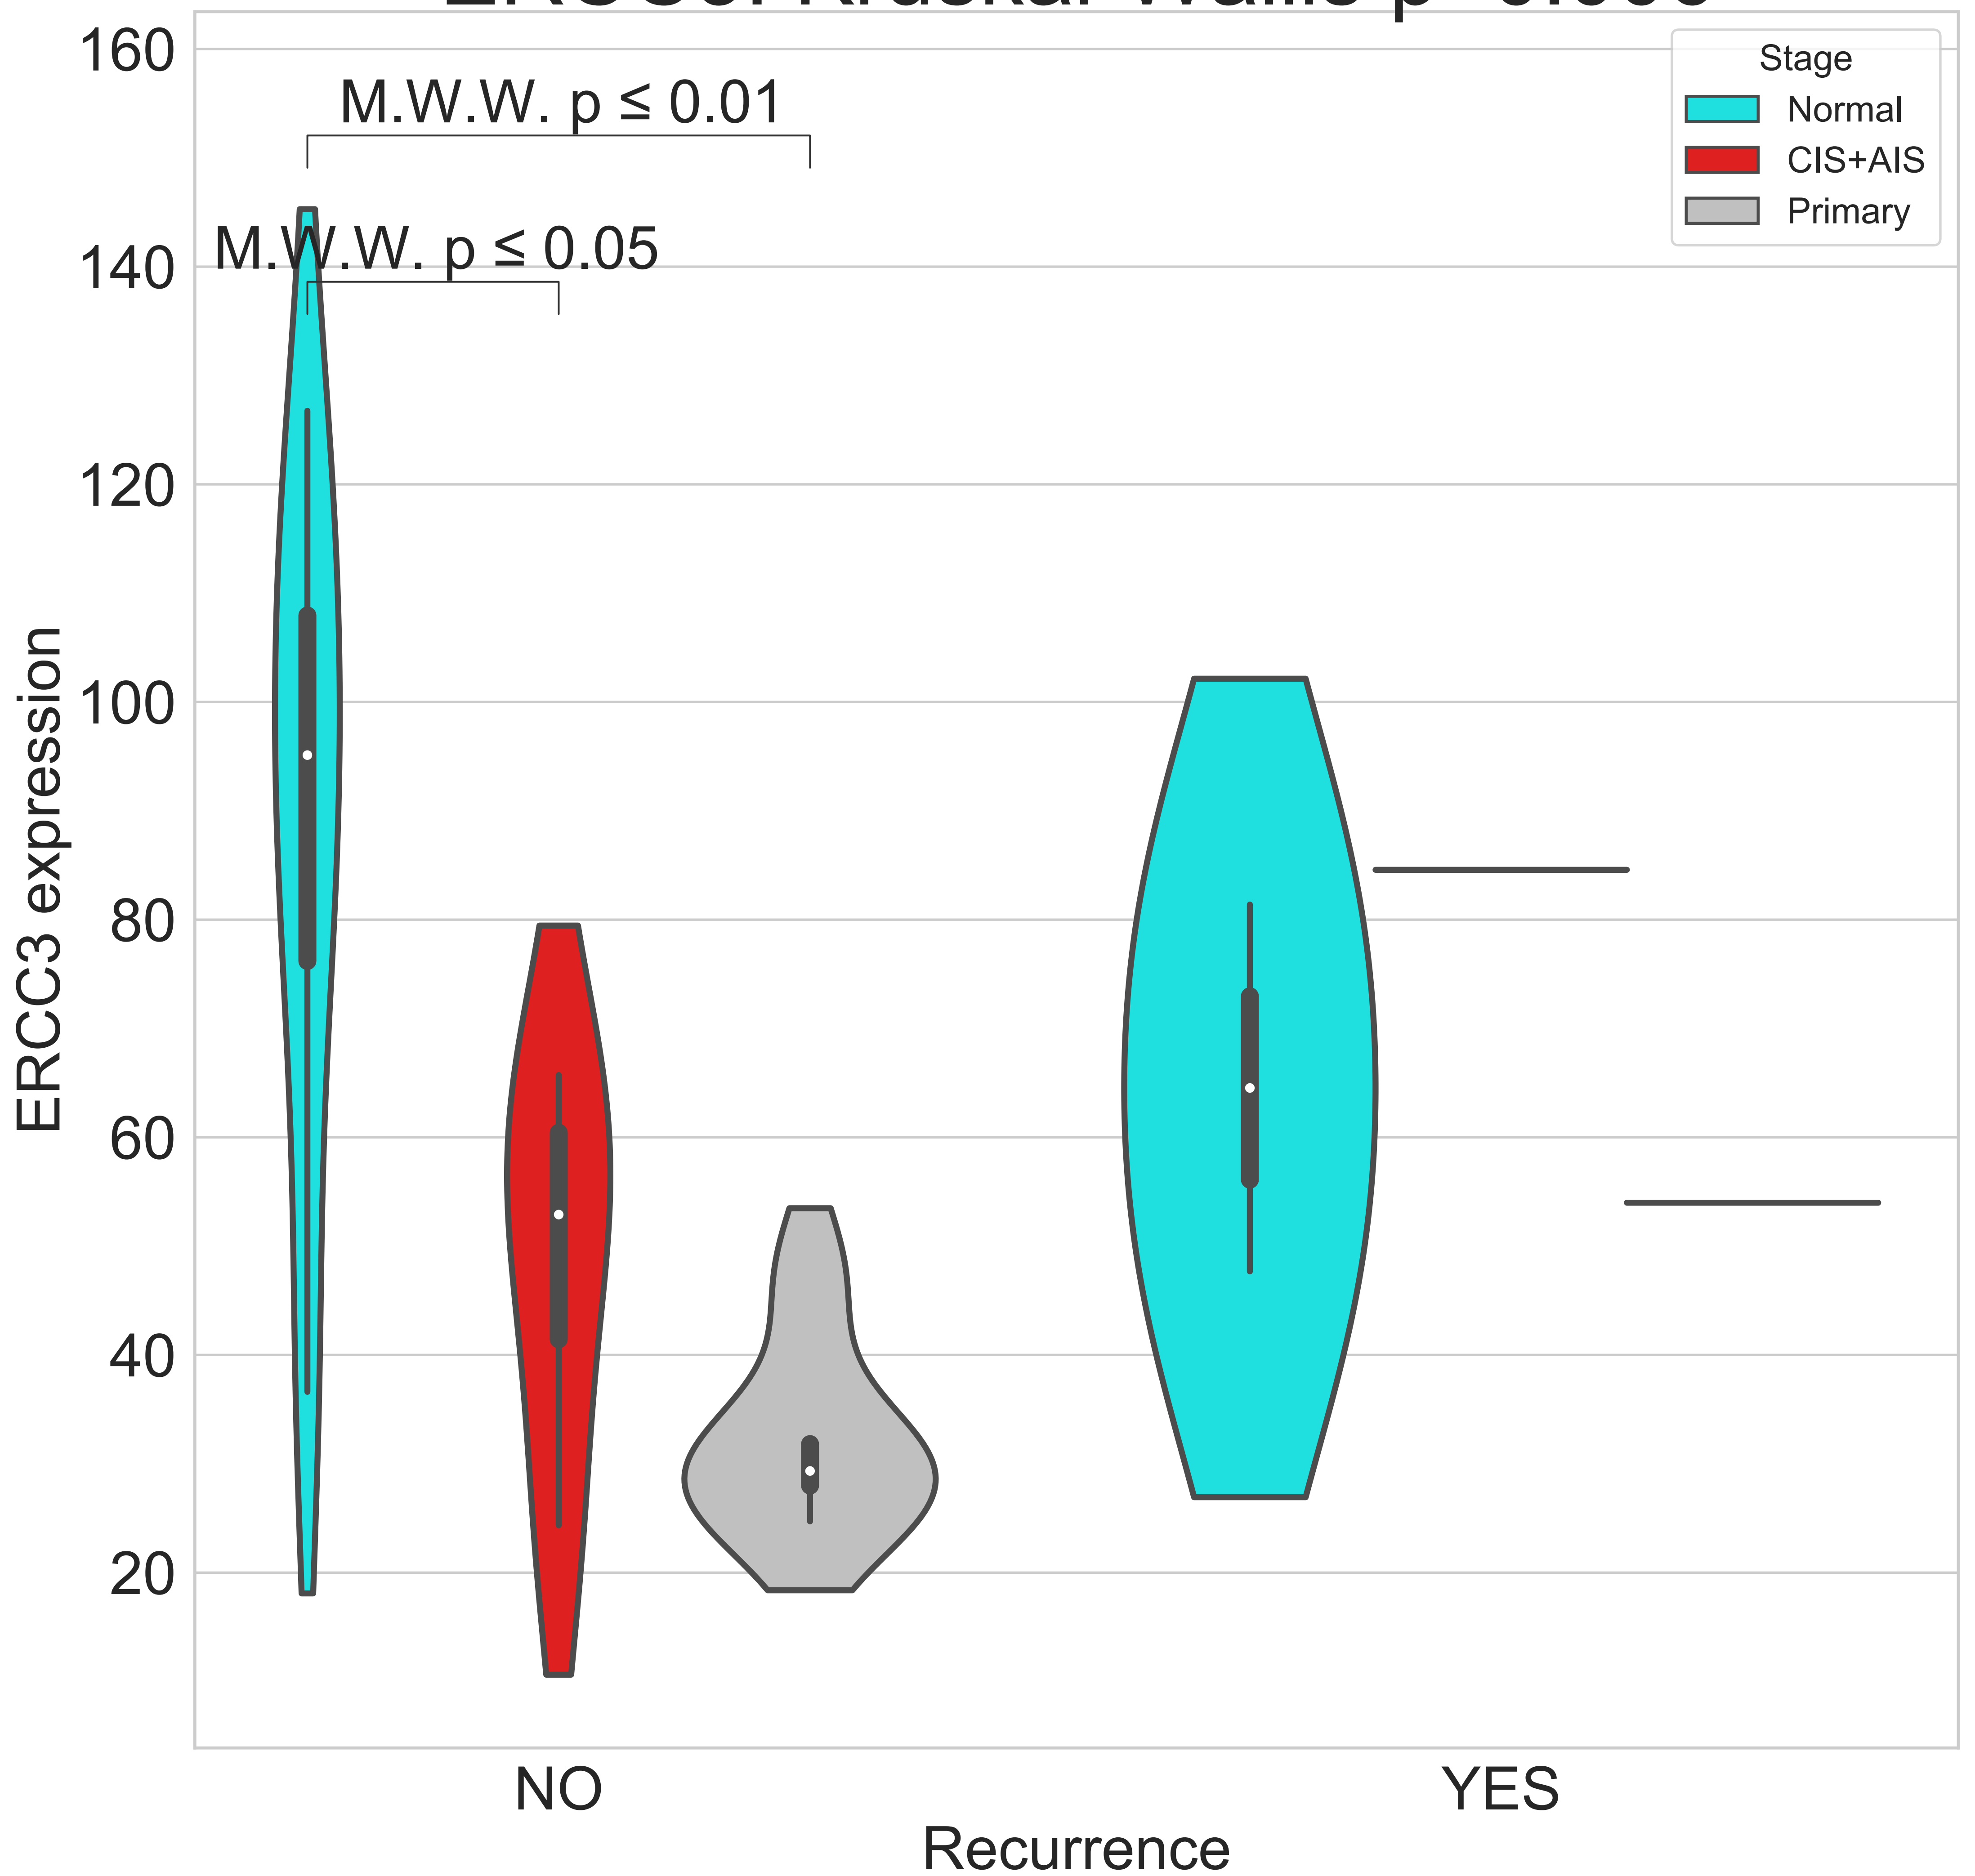 160
140
120
100
80
60
40
20
ERCC3 expression
M.W.W. p ≤ 0.01
M.W.W. p ≤ 0.05
Stage
Normal
CIS+AIS
Primary
NO
YES
Recurrence